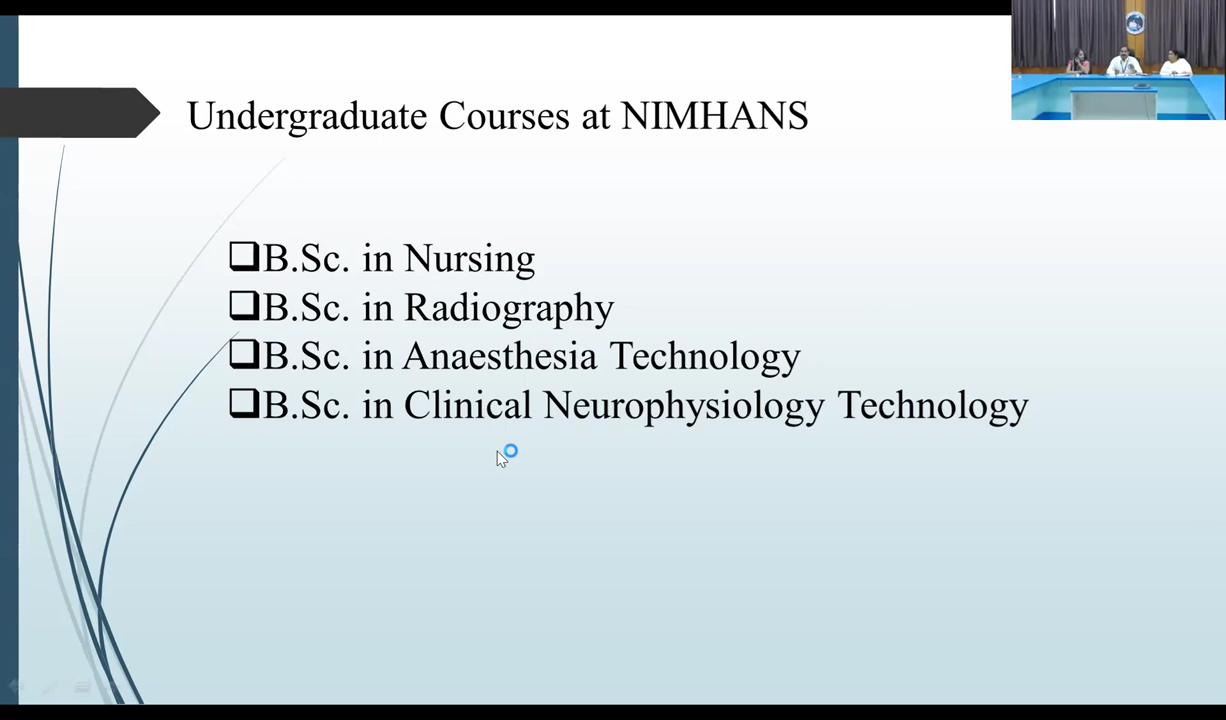 Undergraduate Courses at NIMHANS
B.Sc. in Nursing
B.Sc. in Radiography
B.Sc. in Anaesthesia Technology
B.Sc. in Clinical Neurophysiology Technology